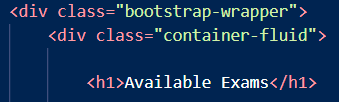 <div class="bootstrap-wrapper">
<div class="container-fluid">
<h1>Available Exams</h1>